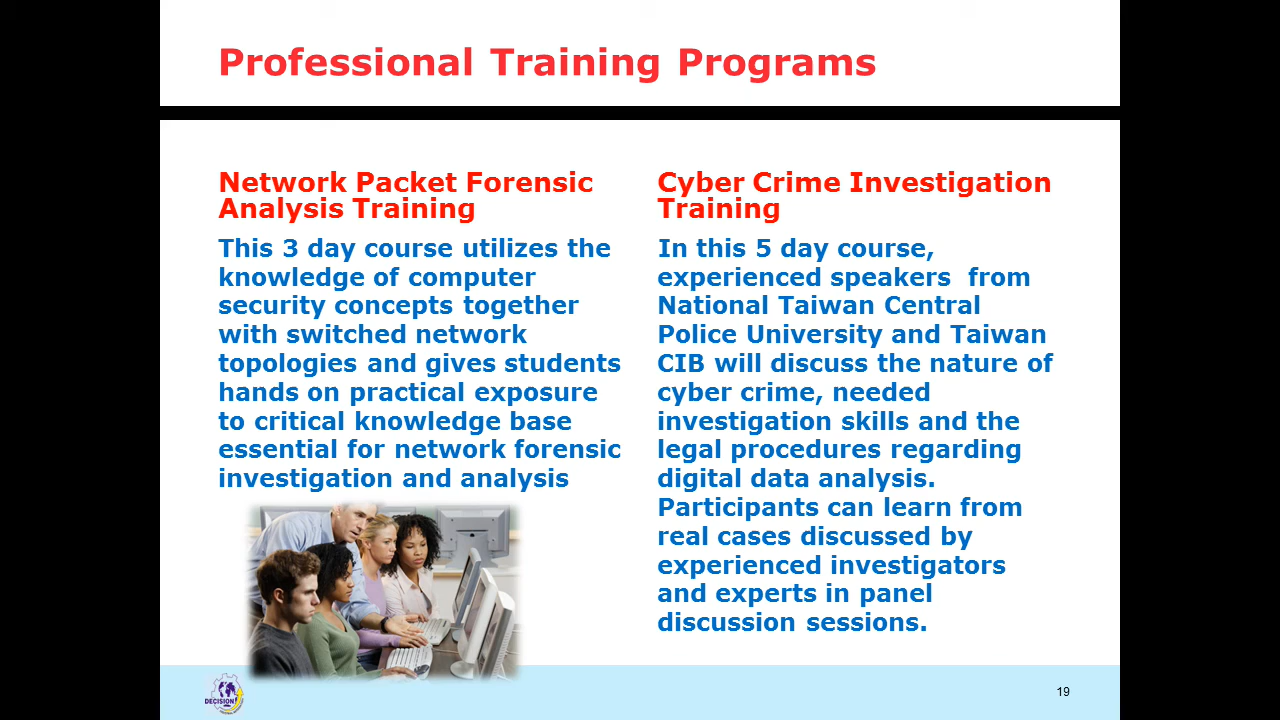 Professional Training Programs
Network Packet Forensic
Analysis Training
This 3 day course utilizes the
knowledge of computer
security concepts together
with switched network
topologies and gives students
hands on practical exposure
to critical knowledge base
essential for network forensic
investigation and analysis
Cyber Crime Investigation
Training
In this 5 day course,
experienced speakers  from
National Taiwan Central
Police University and Taiwan
CIB will discuss the nature of
cyber crime, needed
investigation skills and the
legal procedures regarding
digital data analysis.
Participants can learn from
real cases discussed by
experienced investigators
and experts in panel
discussion sessions.
DECISION
19